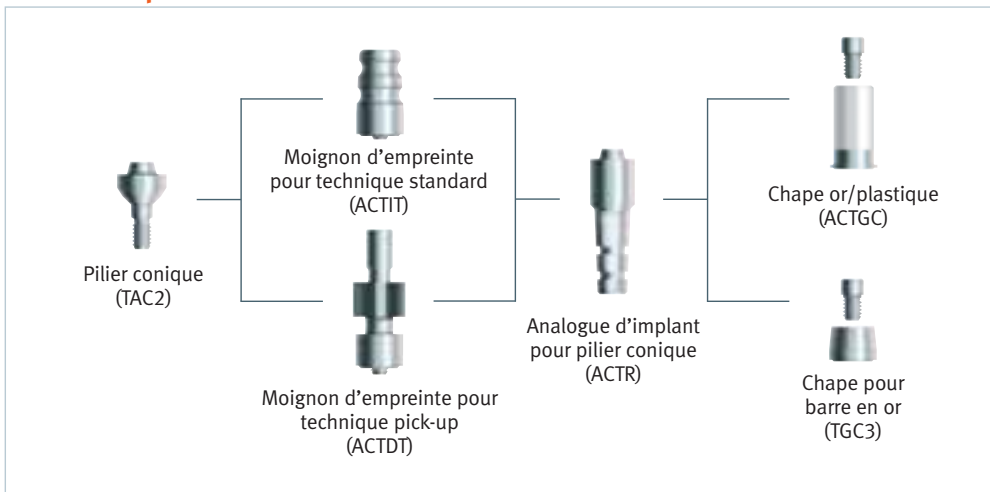 Pilier conique
(TAC2)
Moignon d'empreinte
pour technique standard
(ACTIT)
Moignon d'empreinte pour
technique pick-up
(ACTDT)
Analogue d'implant
pour pilier conique
(ACTR)
Chape or/plastique
(ACTGC)
Chape pour
barre en or
(TGC3)